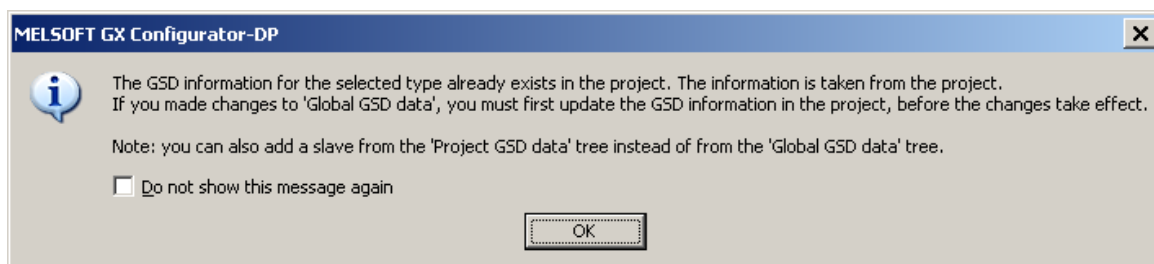 MELSOFT GX Configurator-DP
The GSD information for the selected type already exists in the project. The information is taken from the project.
If you made changes to 'Global GSD data', you must first update the GSD information in the project, before the changes take effect.
Note: you can also add a slave from the 'Project GSD data' tree instead of from the 'Global GSD data' tree.
Do not show this message again
OK